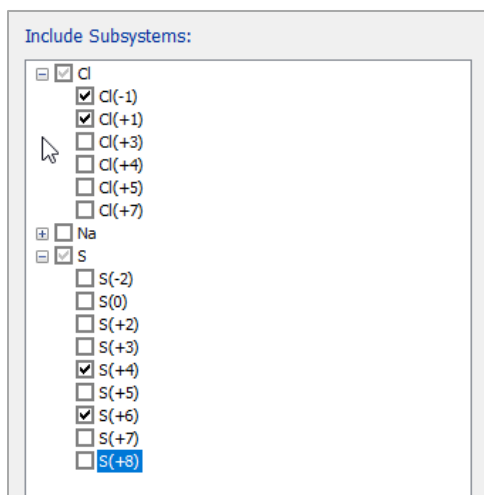 Include Subsystems:
Cl
Cl(-1)
Cl(+1)
Cl(+3)
Cl(+4)
Cl(+5)
Cl(+7)
Na
S
S(-2)
S(0)
S(+2)
S(+3)
S(+4)
S(+5)
S(+6)
S(+7)
S(+8)